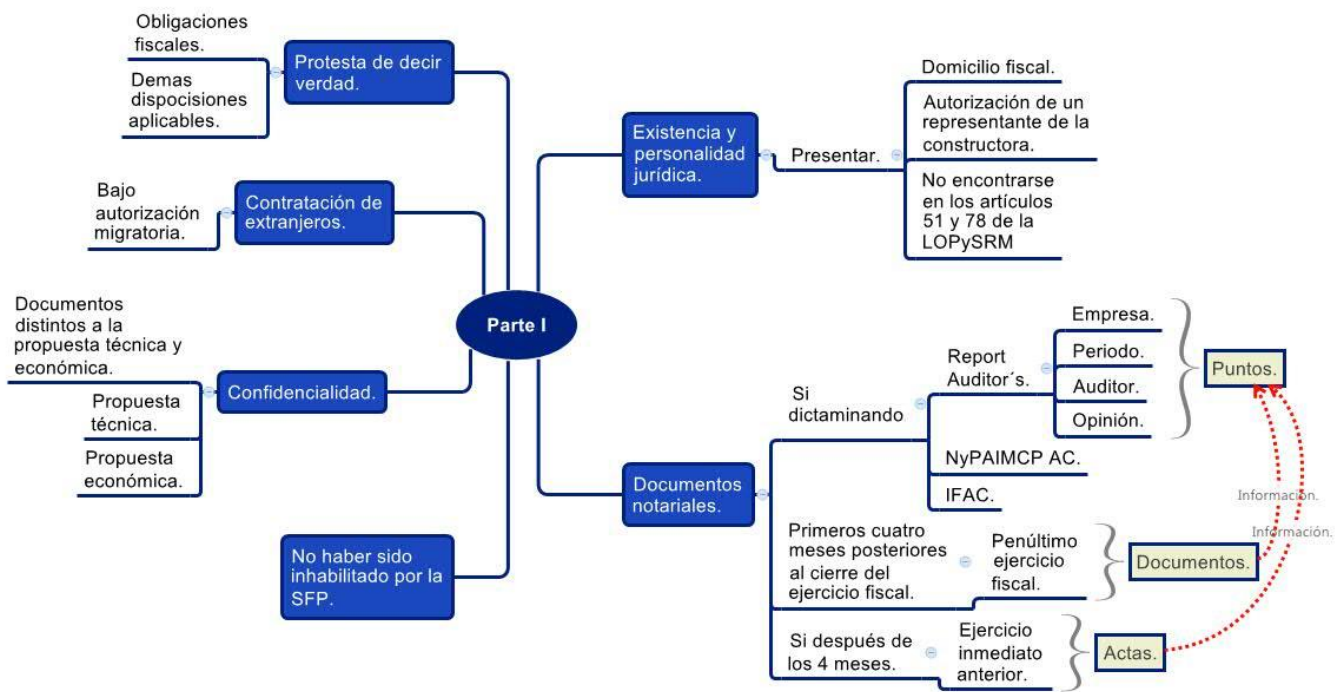 Obligaciones
fiscales.
Demas
dispociciones
aplicables.
Protesta de decir
verdad.
Bajo
autorización
migratoria.
Contratación de
extranjeros.
Documentos
distintos a la
propuesta técnica y
económica.
Propuesta
técnica.
Propuesta
económica.
Confidencialidad.
No haber sido
inhabilitado por la
SFP.
Parte I
Existencia y
personalidad
jurídica.
Presentar.
Domicilio fiscal.
Autorización de un
representante de la
constructora.
No encontrarse
en los artículos
51 y 78 de la
LOPySRM
Documentos
notariales.
Si
dictaminando
Report
Auditor´s.
Empresa.
Periodo.
Auditor.
Opinión.
Puntos.
NyPAIMCP AC.
IFAC.
Información.
Información.
Primeros cuatro
meses posteriores
al cierre del
ejercicio fiscal.
Penúltimo
ejercicio
fiscal.
Documentos.
Si después de
los 4 meses.
Ejercicio
inmediato
anterior.
Actas.